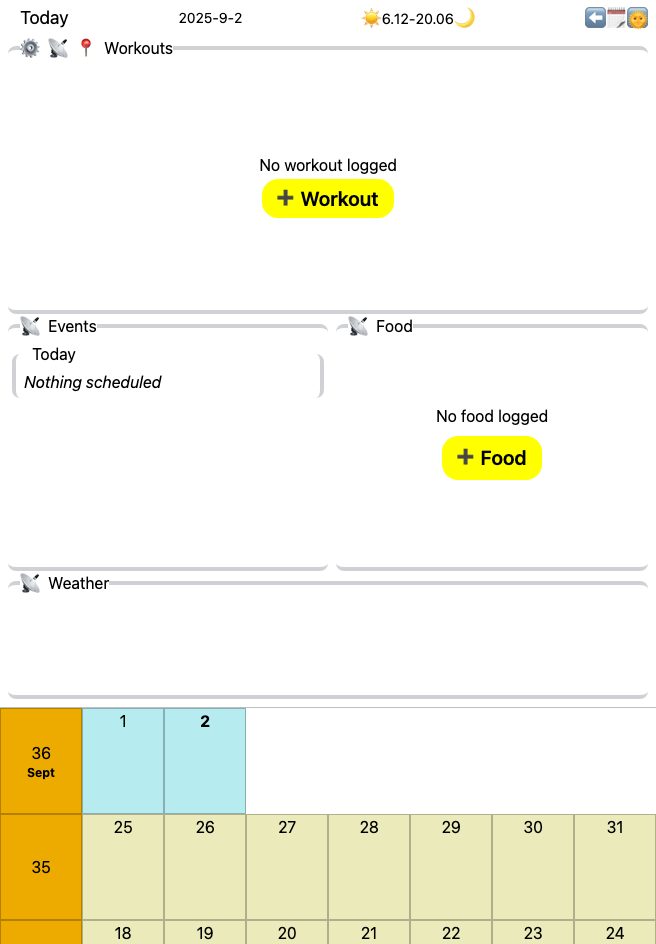 Today 2025-9-2 6.12-20.06
Workouts
No workout logged
+ Workout
Events
Today
Nothing scheduled
Food
No food logged
+ Food
Weather
36 1 2
Sept
35 25 26 27 28 29 30 31
18 19 20 21 22 23 24